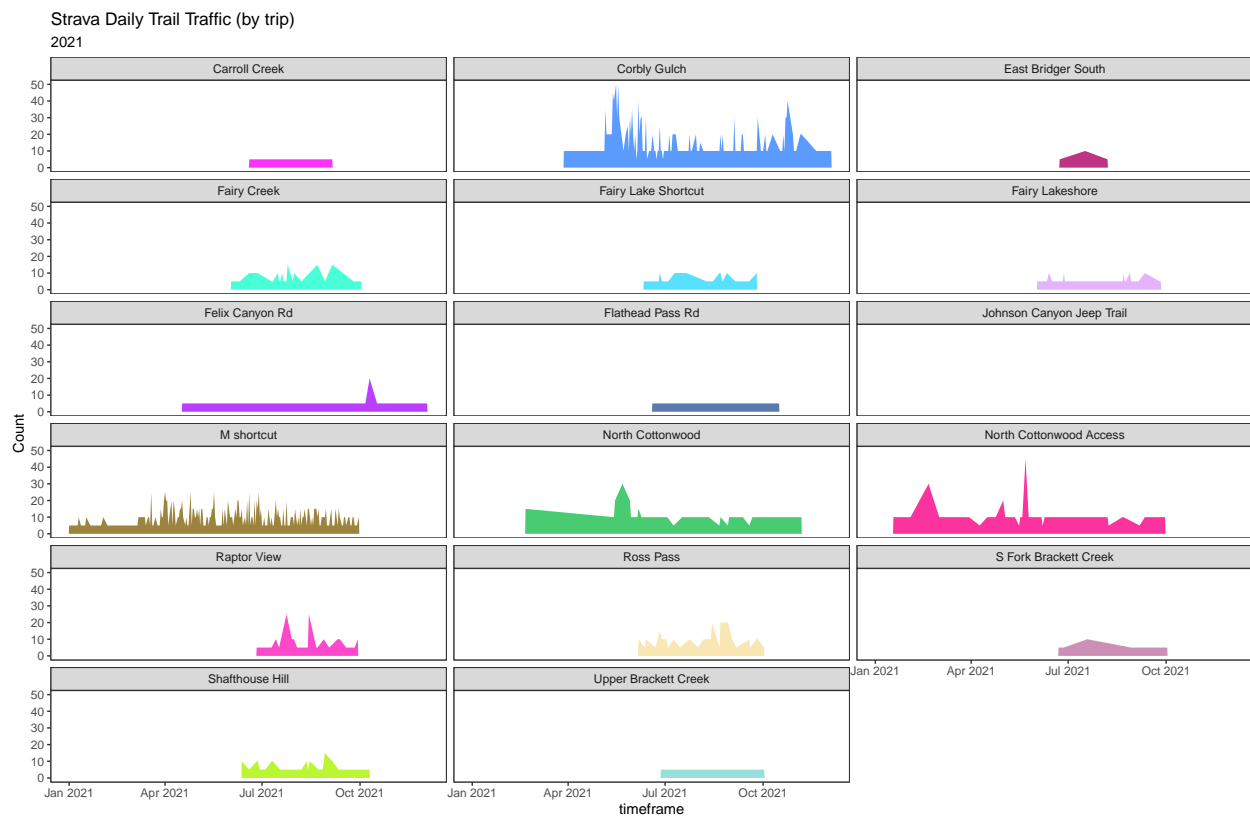 Strava Daily Trail Traffic (by trip)
2021
Carroll Creek
Corbly Gulch
East Bridger South
50
40
30
20
10
0
Fairy Creek
Fairy Lake Shortcut
Fairy Lakeshore
50
40
30
20
10
0
Felix Canyon Rd
Flathead Pass Rd
Johnson Canyon Jeep Trail
50
40
30
20
10
0
Count
M shortcut
North Cottonwood
North Cottonwood Access
50
40
30
20
10
0
Raptor View
Ross Pass
S Fork Brackett Creek
50
40
30
20
10
0
Jan 2021 Apr 2021 Jul 2021 Oct 2021
Shafthouse Hill
Upper Brackett Creek
50
40
30
20
10
0
Jan 2021 Apr 2021 Jul 2021 Oct 2021
Jan 2021 Apr 2021 Jul 2021 Oct 2021
timeframe